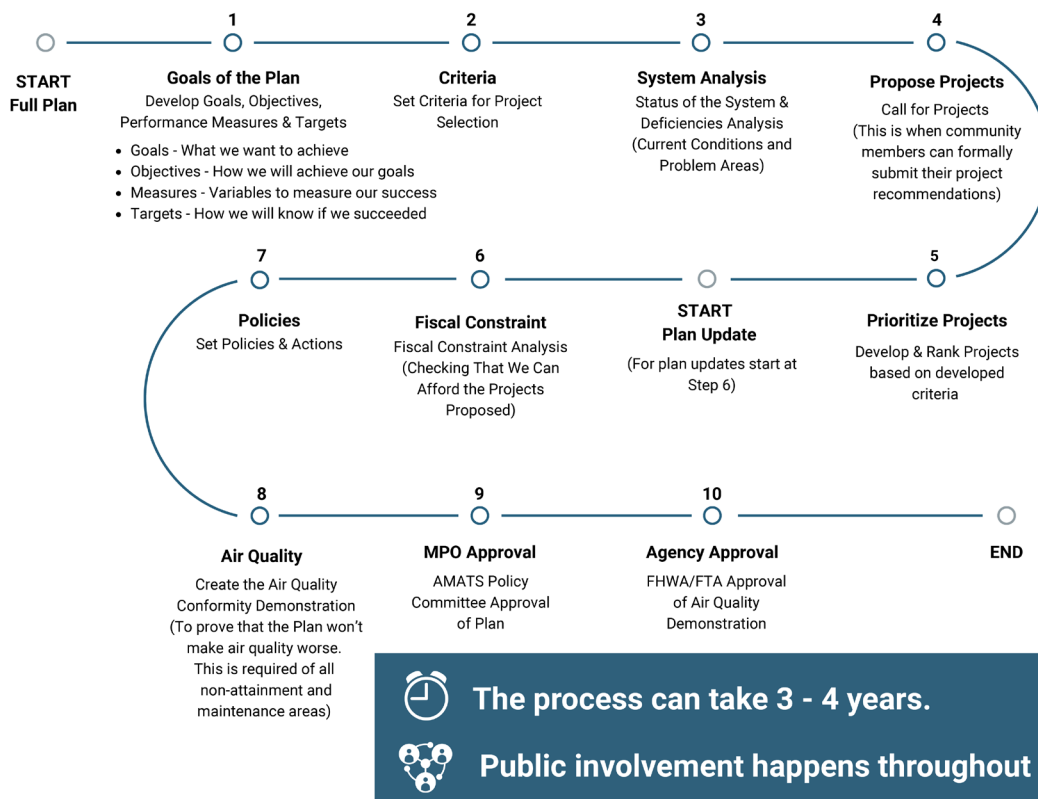 1
2
3
4
START
Full Plan
Goals of the Plan
Develop Goals, Objectives,
Performance Measures & Targets
• Goals - What we want to achieve
• Objectives - How we will achieve our goals
• Measures - Variables to measure our success
• Targets - How we will know if we succeeded
Criteria
Set Criteria for Project
Selection
System Analysis
Status of the System &
Deficiencies Analysis
(Current Conditions and
Problem Areas)
Propose Projects
Call for Projects
(This is when community
members can formally
submit their project
recommendations)
7
6
5
Policies
Set Policies & Actions
Fiscal Constraint
Fiscal Constraint Analysis
(Checking That We Can
Afford the Projects
Proposed)
START
Plan Update
(For plan updates start at
Step 6)
Prioritize Projects
Develop & Rank Projects
based on developed
criteria
8
9
10
Air Quality
Create the Air Quality
Conformity Demonstration
(To prove that the Plan won't
make air quality worse.
This is required of all
non-attainment and
maintenance areas)
MPO Approval
AMATS Policy
Committee Approval
of Plan
Agency Approval
FHWA/FTA Approval
of Air Quality
Demonstration
END
The process can take 3 - 4 years.
Public involvement happens throughout